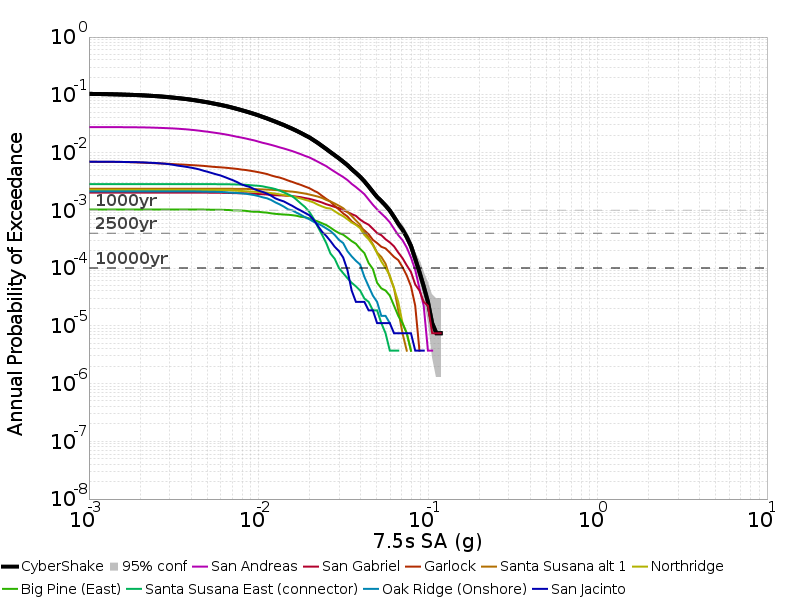 10^0
10^-1
10^-2
10^-3
10^-4
10^-5
10^-6
10^-7
10^-8
Annual Probability of Exceedance
1000yr
2500yr
10000yr
10^-3 10^-2 10^-1 10^0 10^1
7.5s SA (g)
CyberShake 95% conf San Andreas San Gabriel Garlock Santa Susana alt 1 Northridge
Big Pine (East) Santa Susana East (connector) Oak Ridge (Onshore) San Jacinto